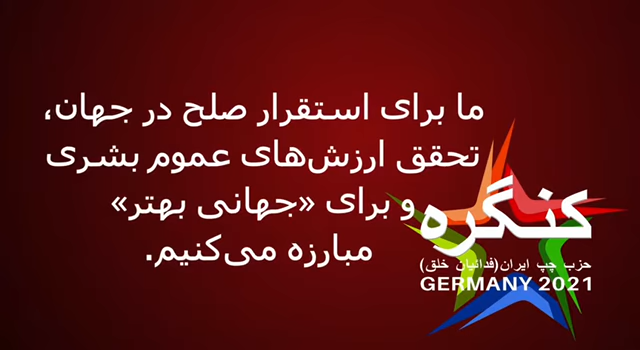 ما برای استقرار صلح در جهان،
تحقق ارزش‌های عموم بشری
و برای «جهانی بهتر»
مبارزه می‌کنیم.
کنگره
حزب چپ ایران(فدائیان خلق)
GERMANY 2021